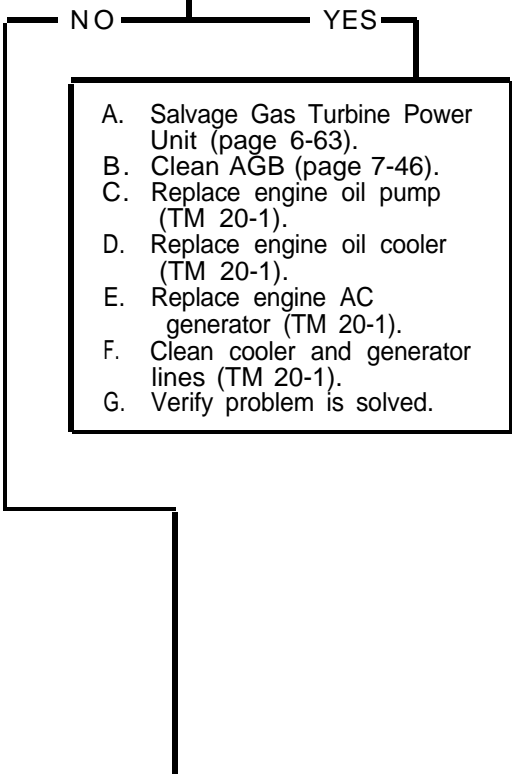 NO YES
A. Salvage Gas Turbine Power
Unit (page 6-63).
B. Clean AGB (page 7-46).
C. Replace engine oil pump
(TM 20-1).
D. Replace engine oil cooler
(TM 20-1).
E. Replace engine AC
generator (TM 20-1).
F. Clean cooler and generator
lines (TM 20-1).
G. Verify problem is solved.